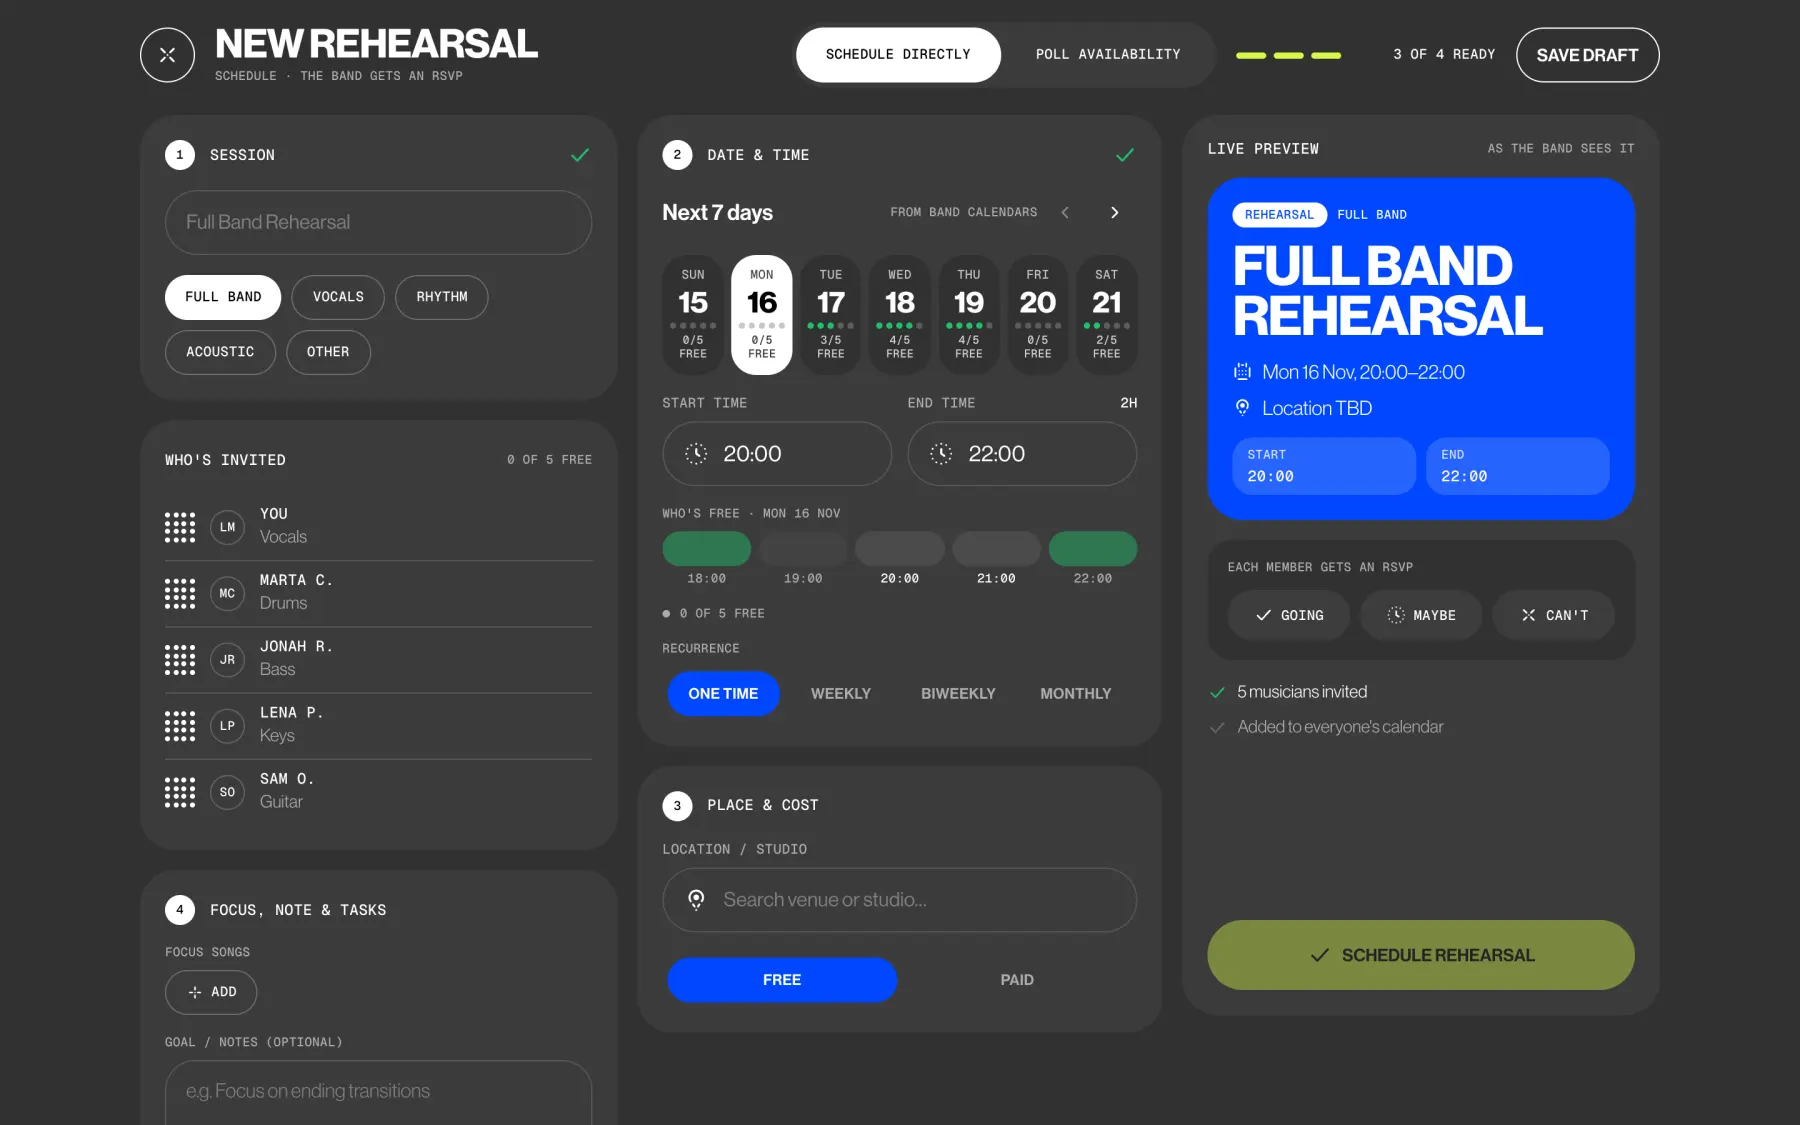 NEW REHEARSAL
SCHEDULE · THE BAND GETS AN RSVP
SCHEDULE DIRECTLY
POLL AVAILABILITY
3 OF 4 READY
SAVE DRAFT
1 SESSION
Full Band Rehearsal
FULL BAND
VOCALS
RHYTHM
ACOUSTIC
OTHER
WHO'S INVITED
0 OF 5 FREE
LM
YOU
Vocals
MC
MARTA C.
Drums
JR
JONAH R.
Bass
LP
LENA P.
Keys
SO
SAM O.
Guitar
4 FOCUS, NOTE & TASKS
FOCUS SONGS
ADD
GOAL / NOTES (OPTIONAL)
e.g. Focus on ending transitions
2 DATE & TIME
Next 7 days
FROM BAND CALENDARS
SUN
15
0/5
FREE
MON
16
0/5
FREE
TUE
17
3/5
FREE
WED
18
4/5
FREE
THU
19
4/5
FREE
FRI
20
0/5
FREE
SAT
21
2/5
FREE
START TIME
20:00
END TIME
2H
22:00
WHO'S FREE · MON 16 NOV
18:00
19:00
20:00
21:00
22:00
0 OF 5 FREE
RECURRENCE
ONE TIME
WEEKLY
BIWEEKLY
MONTHLY
3 PLACE & COST
LOCATION / STUDIO
Search venue or studio...
FREE
PAID
LIVE PREVIEW
AS THE BAND SEES IT
REHEARSAL
FULL BAND
FULL BAND
REHEARSAL
Mon 16 Nov, 20:00–22:00
Location TBD
START
20:00
END
22:00
EACH MEMBER GETS AN RSVP
GOING
MAYBE
CAN'T
5 musicians invited
Added to everyone's calendar
SCHEDULE REHEARSAL